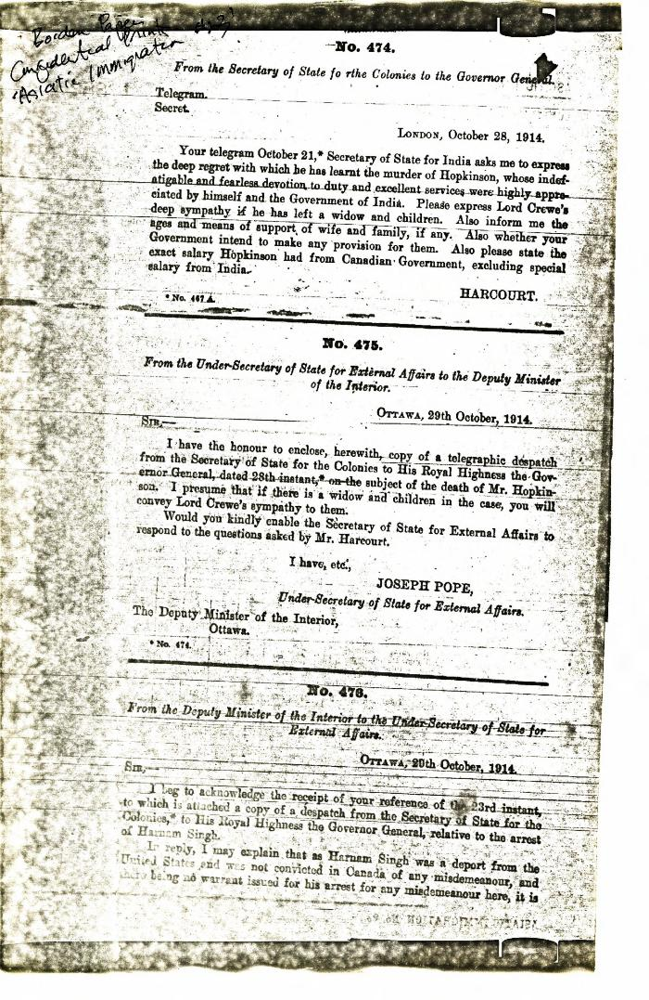 Borden Papers
Confidential Print
'Asiatic Immigration
No. 474.
From the Secretary of State fo rthe Colonies to the Governor General.
Telegram.
Secret.
LONDON, October 28, 1914.
Your telegram October 21,* Secretary of State for India asks me to express
the deep regret with which he has learnt the murder of Hopkinson, whose indef-
atigable and fearless devotion to duty and excellent services were highly appre-
ciated by himself and the Government of India. Please express Lord Crewe's
deep sympathy if he has left a widow and children. Also inform me the
ages and means of support of wife and family, if any. Also whether your
Government intend to make any provision for them. Also please state the
exact salary Hopkinson had from Canadian Government, excluding special
salary from India.
HARCOURT.
* No. 467 A.
No. 475.
From the Under-Secretary of State for External Affairs to the Deputy Minister
of the Interior.
OTTAWA, 29th October, 1914.
SIR,—
I have the honour to enclose, herewith, copy of a telegraphic despatch
from the Secretary of State for the Colonies to His Royal Highness the Gov-
ernor General, dated 28th instant,* on the subject of the death of Mr. Hopkin-
son. I presume that if there is a widow and children in the case, you will
convey Lord Crewe's sympathy to them.
Would you kindly enable the Secretary of State for External Affairs to
respond to the questions asked by Mr. Harcourt.
I have, etc.,
JOSEPH POPE,
Under-Secretary of State for External Affairs.
The Deputy Minister of the Interior,
Ottawa.
* No. 474.
No. 476.
From the Deputy Minister of the Interior to the Under-Secretary of State for
External Affairs.
OTTAWA, 29th October, 1914.
SIR,—
I beg to acknowledge the receipt of your reference of the 23rd instant,
to which is attached a copy of a despatch from the Secretary of State for the
Colonies,* to His Royal Highness the Governor General, relative to the arrest
of Harnam Singh.
In reply, I may explain that as Harnam Singh was a deport from the
United States and was not convicted in Canada of any misdemeanour, and
there being no warrant issued for his arrest for any misdemeanour here, it is